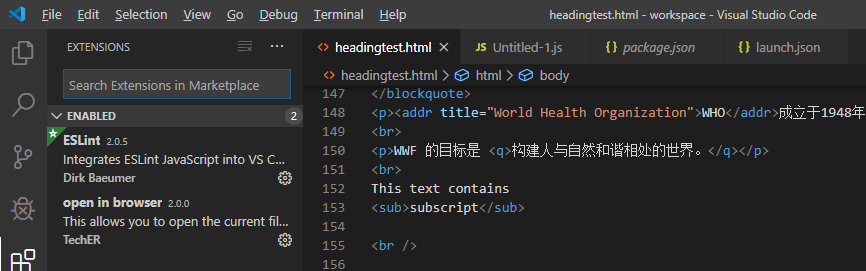 File Edit Selection View Go Debug Terminal Help headingtest.html - workspace - Visual Studio Code
EXTENSIONS
Search Extensions in Marketplace
ENABLED 2
ESLint 2.0.5
Integrates ESLint JavaScript into VS C...
Dirk Baeumer
open in browser 2.0.0
This allows you to open the current fil...
TechER
headingtest.html JS Untitled-1.js package.json launch.json
headingtest.html > html > body
147 </blockquote>
148 <p><addr title="World Health Organization">WHO</addr>成立于1948年
149 <br>
150 <p>WWF 的目标是 <q>构建人与自然和谐相处的世界。</q></p>
151 <br>
152 This text contains
153 <sub>subscript</sub>
154
155 <br />
156